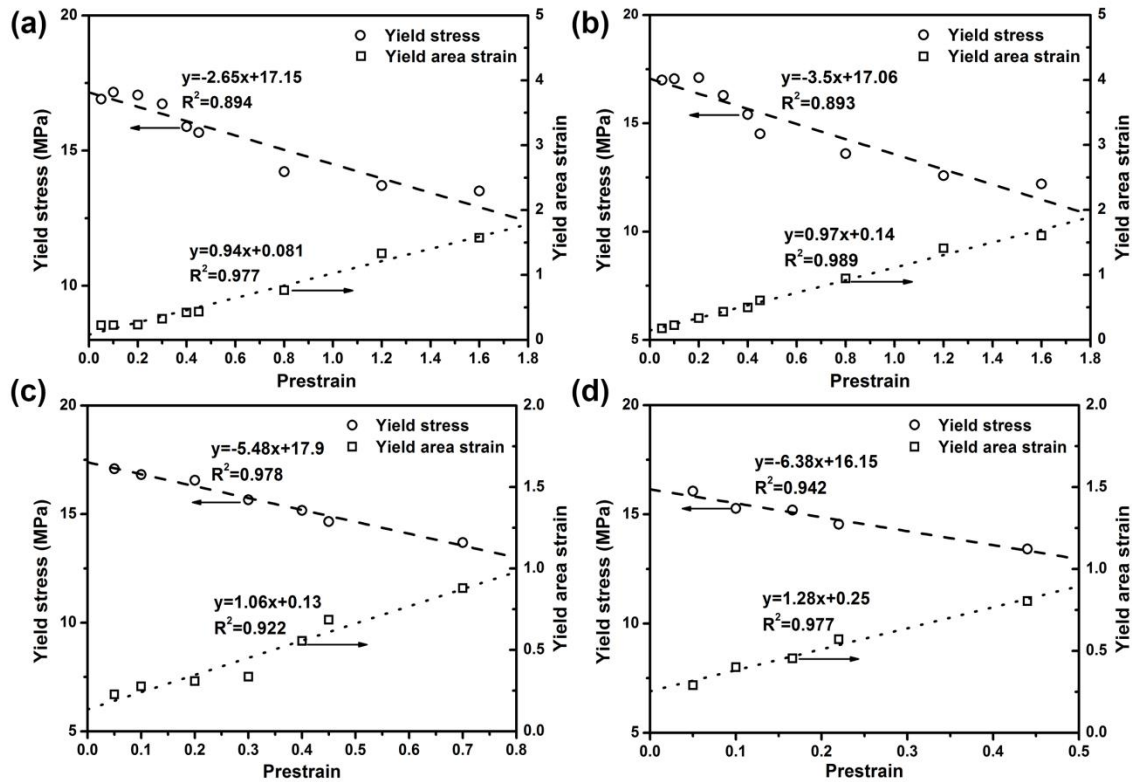 (a)
20
15
10
Yield stress (MPa)
Yield stress
Yield area strain
y=-2.65x+17.15
R²=0.894
y=0.94x+0.081
R²=0.977
5
4
3
2
1
0
Yield area strain
0.0 0.2 0.4 0.6 0.8 1.0 1.2 1.4 1.6 1.8
Prestrain
(b)
20
15
10
5
Yield stress (MPa)
Yield stress
Yield area strain
y=-3.5x+17.06
R²=0.893
y=0.97x+0.14
R²=0.989
5
4
3
2
1
0
Yield area strain
0.0 0.2 0.4 0.6 0.8 1.0 1.2 1.4 1.6 1.8
Prestrain
(c)
20
15
10
5
Yield stress (MPa)
Yield stress
Yield area strain
y=-5.48x+17.9
R²=0.978
y=1.06x+0.13
R²=0.922
2.0
1.5
1.0
0.5
0.0
Yield area strain
0.0 0.1 0.2 0.3 0.4 0.5 0.6 0.7 0.8
Prestrain
(d)
20
15
10
5
Yield stress (MPa)
Yield stress
Yield area strain
y=-6.38x+16.15
R²=0.942
y=1.28x+0.25
R²=0.977
2.0
1.5
1.0
0.5
0.0
Yield area strain
0.0 0.1 0.2 0.3 0.4 0.5
Prestrain